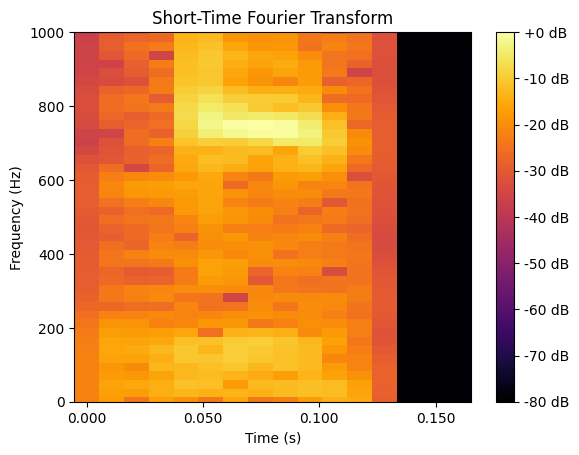 Short-Time Fourier Transform
1000
800
600
400
200
0
Frequency (Hz)
0.000
0.050
0.100
0.150
Time (s)
+0 dB
-10 dB
-20 dB
-30 dB
-40 dB
-50 dB
-60 dB
-70 dB
-80 dB